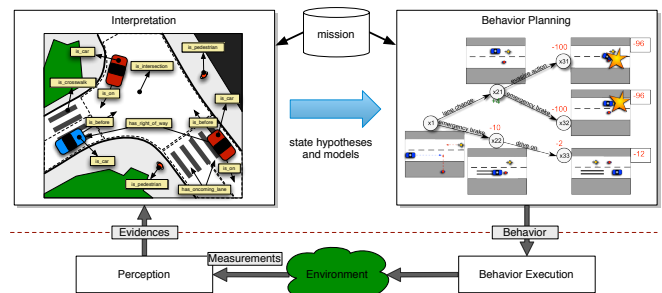 Interpretation
mission
Behavior Planning
is_car
is_pedestrian
is_intersection
is_crosswalk
is_on
is_car
is_before
has_right_of_way
is_before
is_car
is_on
is_pedestrian
has_oncoming_lane
state hypotheses
and models
-96
-100
evasive action
x31
x21
lane change
-96
-100
emergency brake
x32
x1
emergency brake
-10
x22
drive on
-2
x33
-12
Evidences
Behavior
Perception
Measurements
Environment
Behavior Execution